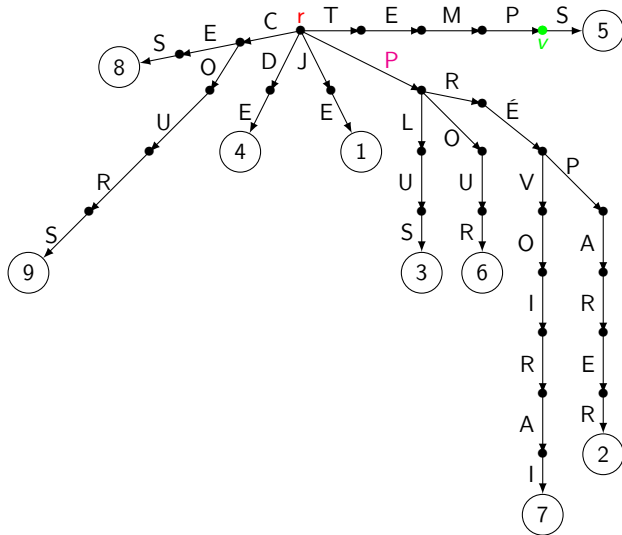 S E C r T E M P S
8 5
O D J P R É
E E L O V P
U 4 1 U U O A
R S R I R
S 3 6 R E
9 A R
I 2
7
v